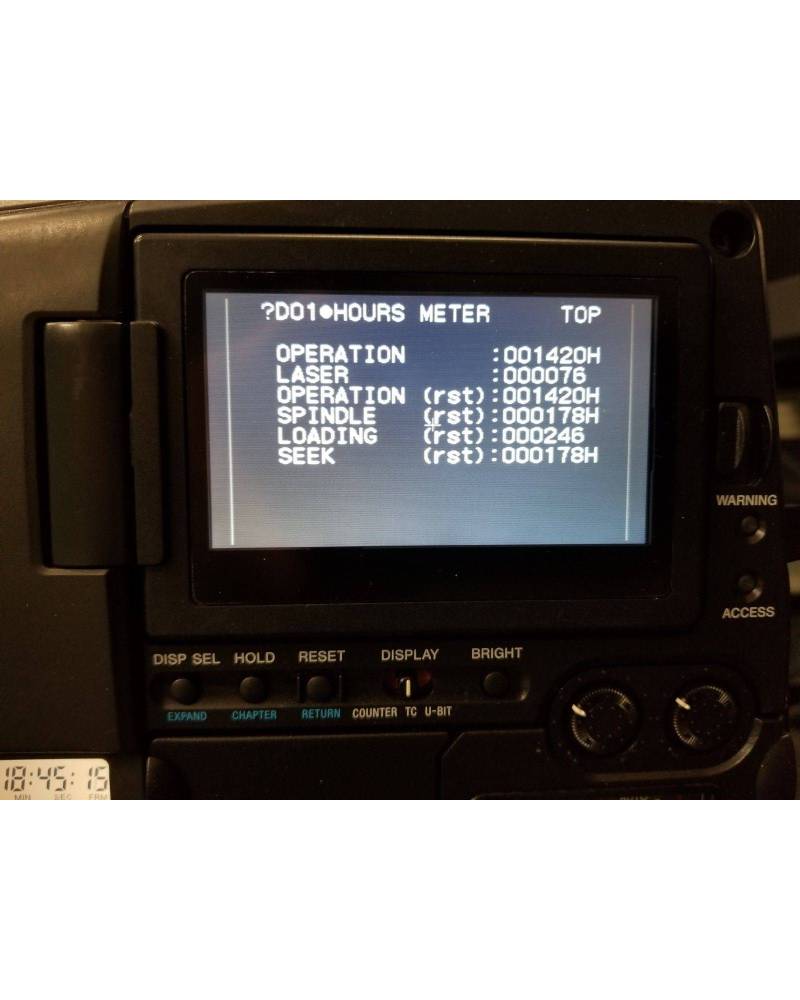 ?D01●HOURS METER TOP
OPERATION :001420H
LASER :000076
OPERATION (rst):001420H
SPINDLE (rst):000178H
LOADING (rst):000246
SEEK (rst):000178H
WARNING
ACCESS
DISP SEL HOLD RESET DISPLAY BRIGHT
EXPAND CHAPTER RETURN COUNTER TC U-BIT
18:45:15
MIN SEC FRM